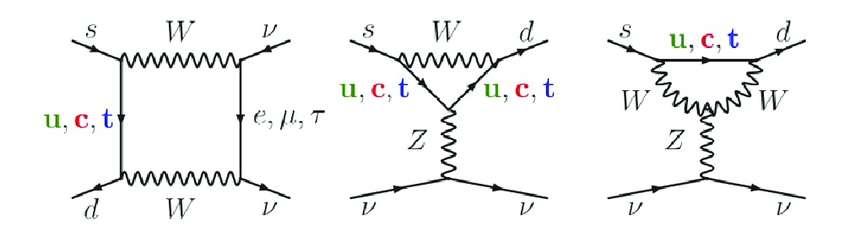 s W ν
u, c, t e, μ, τ
d W ν
s W d
u, c, t u, c, t
Z
ν ν
s u, c, t d
W W
Z
ν ν